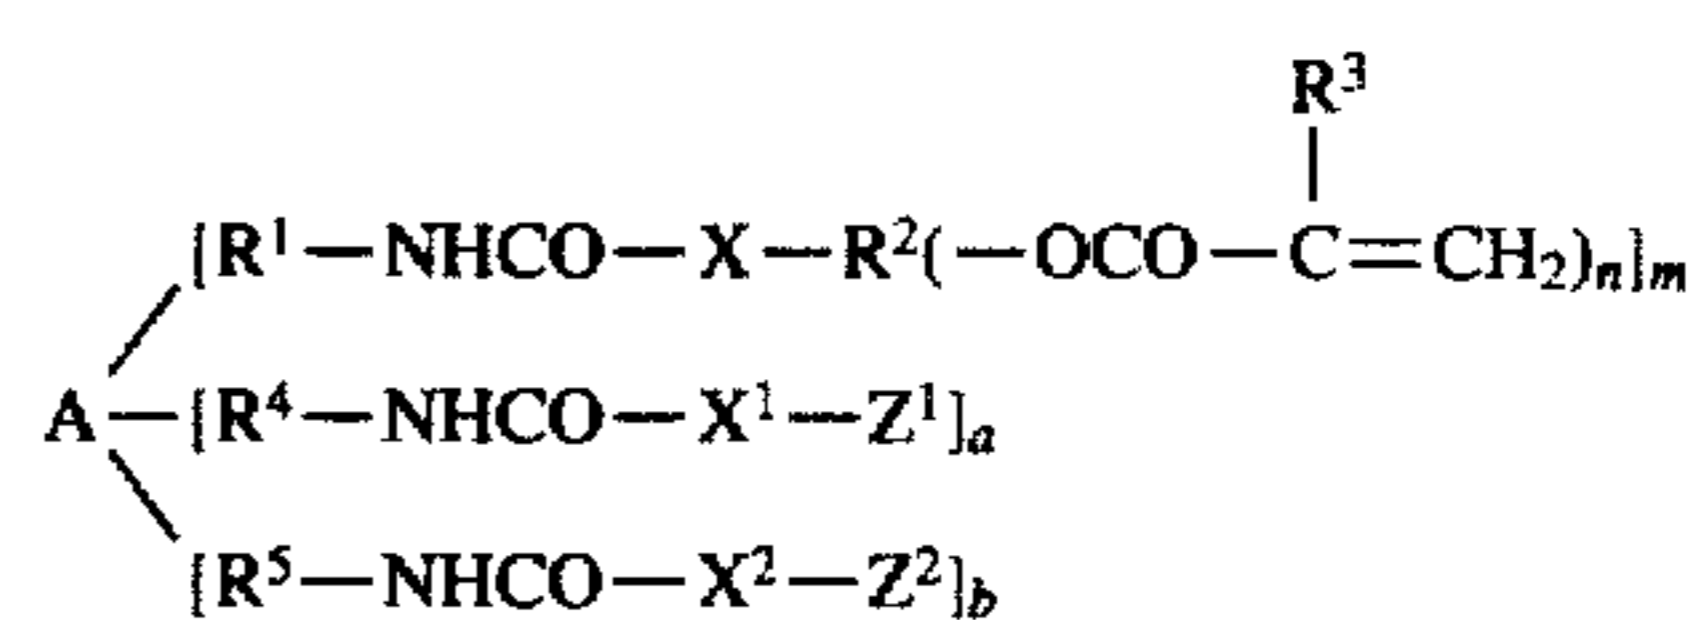 R³
[R¹—NHCO—X—R²(—OCO—C=CH₂)ₙ]ₘ
A—[R⁴—NHCO—X¹—Z¹]ₐ
[R⁵—NHCO—X²—Z²]b